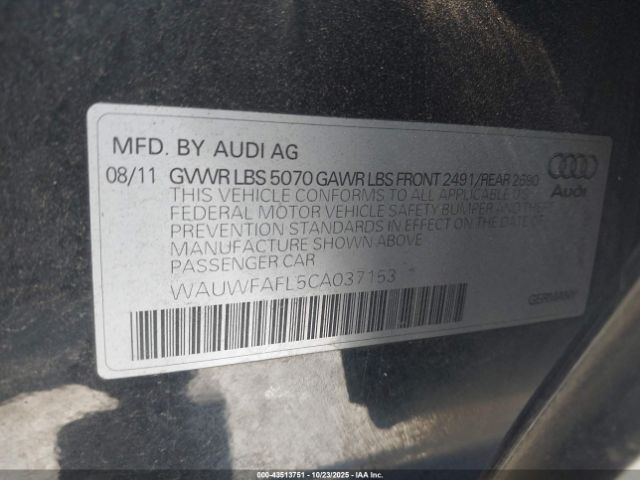 MFD. BY AUDI AG
08/11 GVWR LBS 5070 GAWR LBS FRONT 2491/REAR 2690
THIS VEHICLE CONFORMS TO ALL APPLICABLE U.S.
FEDERAL MOTOR VEHICLE SAFETY BUMPER AND THEFT
PREVENTION STANDARDS IN EFFECT ON THE DATE OF
MANUFACTURE SHOWN ABOVE
PASSENGER CAR
WAUWFAFL5CA037153
Audi
GERMANY
00-43513751 - 10/23/2025 - IAA Inc.